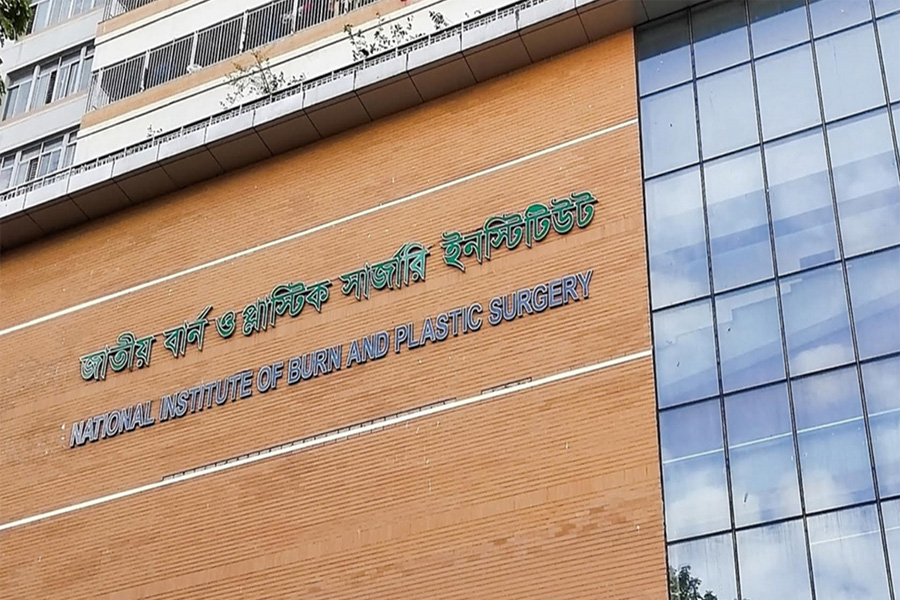 জাতীয় বার্ন ও প্লাস্টিক সার্জারি ইনস্টিটিউট
NATIONAL INSTITUTE OF BURN AND PLASTIC SURGERY